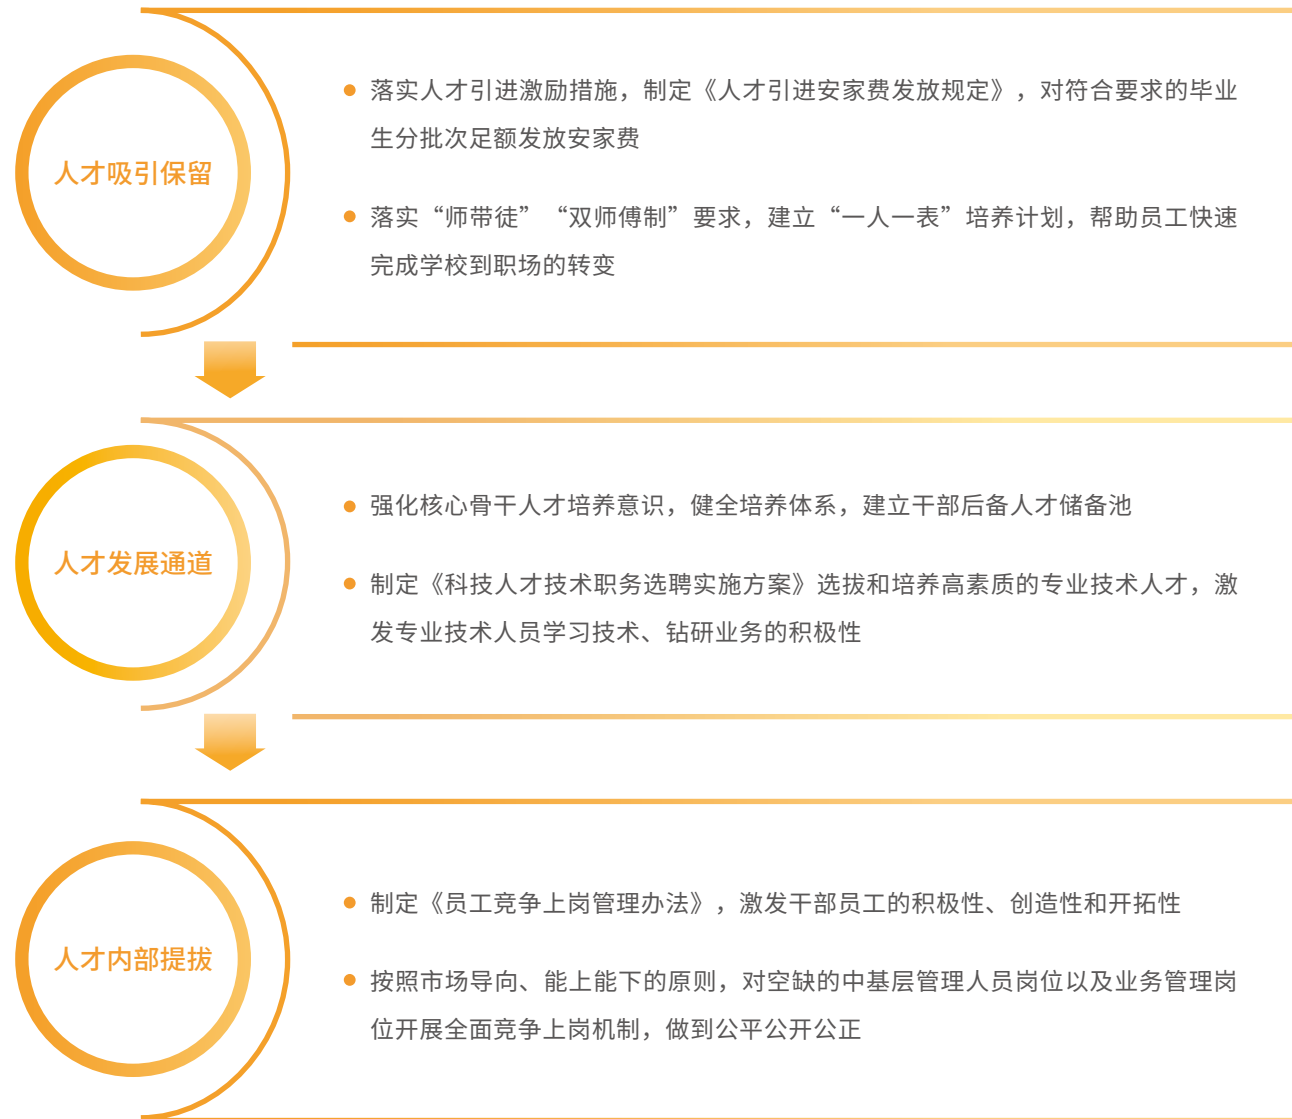 人才吸引保留
落实人才引进激励措施，制定《人才引进安家费发放规定》，对符合要求的毕业
生分批次足额发放安家费
落实“师带徒”“双师傅制”要求，建立“一人一表”培养计划，帮助员工快速
完成学校到职场的转变
人才发展通道
强化核心骨干人才培养意识，健全培养体系，建立干部后备人才储备池
制定《科技人才技术职务选聘实施方案》选拔和培养高素质的专业技术人才，激
发专业技术人员学习技术、钻研业务的积极性
人才内部提拔
制定《员工竞争上岗管理办法》，激发干部员工的积极性、创造性和开拓性
按照市场导向、能上能下的原则，对空缺的中基层管理人员岗位以及业务管理岗
位开展全面竞争上岗机制，做到公平公开公正